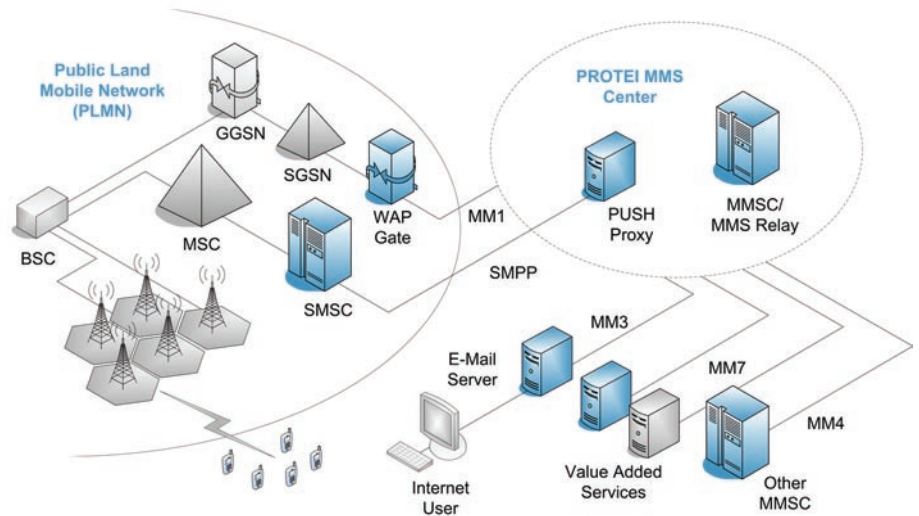 Public Land
Mobile Network
(PLMN)
GGSN
SGSN
WAP
Gate
MSC
BSC
SMSC
PROTEI MMS
Center
PUSH
Proxy
MMSC/
MMS Relay
MM1
SMPP
MM3
E-Mail
Server
MM7
MM4
Internet
User
Value Added
Services
Other
MMSC